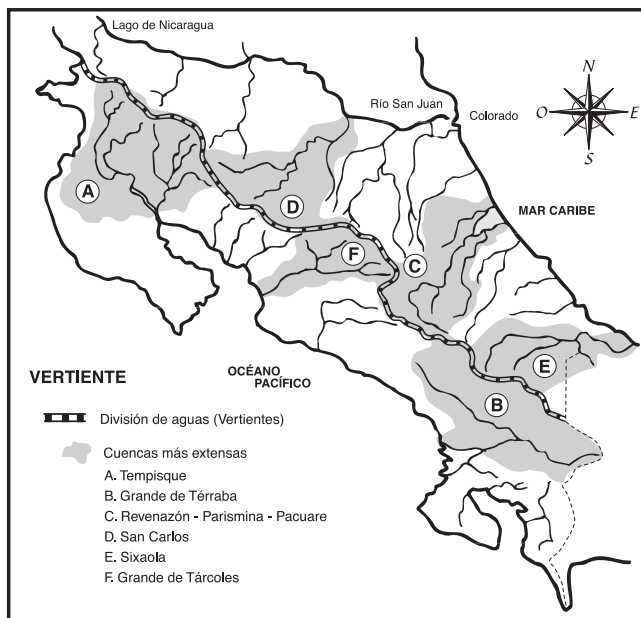 Lago de Nicaragua
Río San Juan
Colorado
N
O
E
S
MAR CARIBE
A
D
F
C
E
B
OCÉANO
PACÍFICO
VERTIENTE
División de aguas (Vertientes)
Cuencas más extensas
A. Tempisque
B. Grande de Térraba
C. Revenazón - Parismina - Pacuare
D. San Carlos
E. Sixaola
F. Grande de Tárcoles